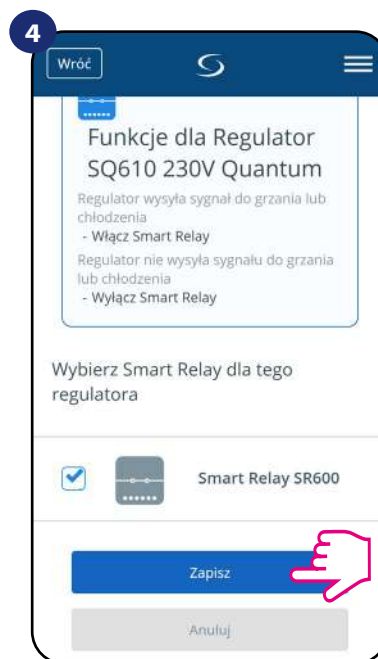 4
Wróć
Funkcje dla Regulator
SQ610 230V Quantum
Regulator wysyła sygnał do grzania lub
chłodzenia
- Włącz Smart Relay
Regulator nie wysyła sygnału do grzania
lub chłodzenia
- Wyłącz Smart Relay
Wybierz Smart Relay dla tego
regulatora
Smart Relay SR600
Zapisz
Anuluj